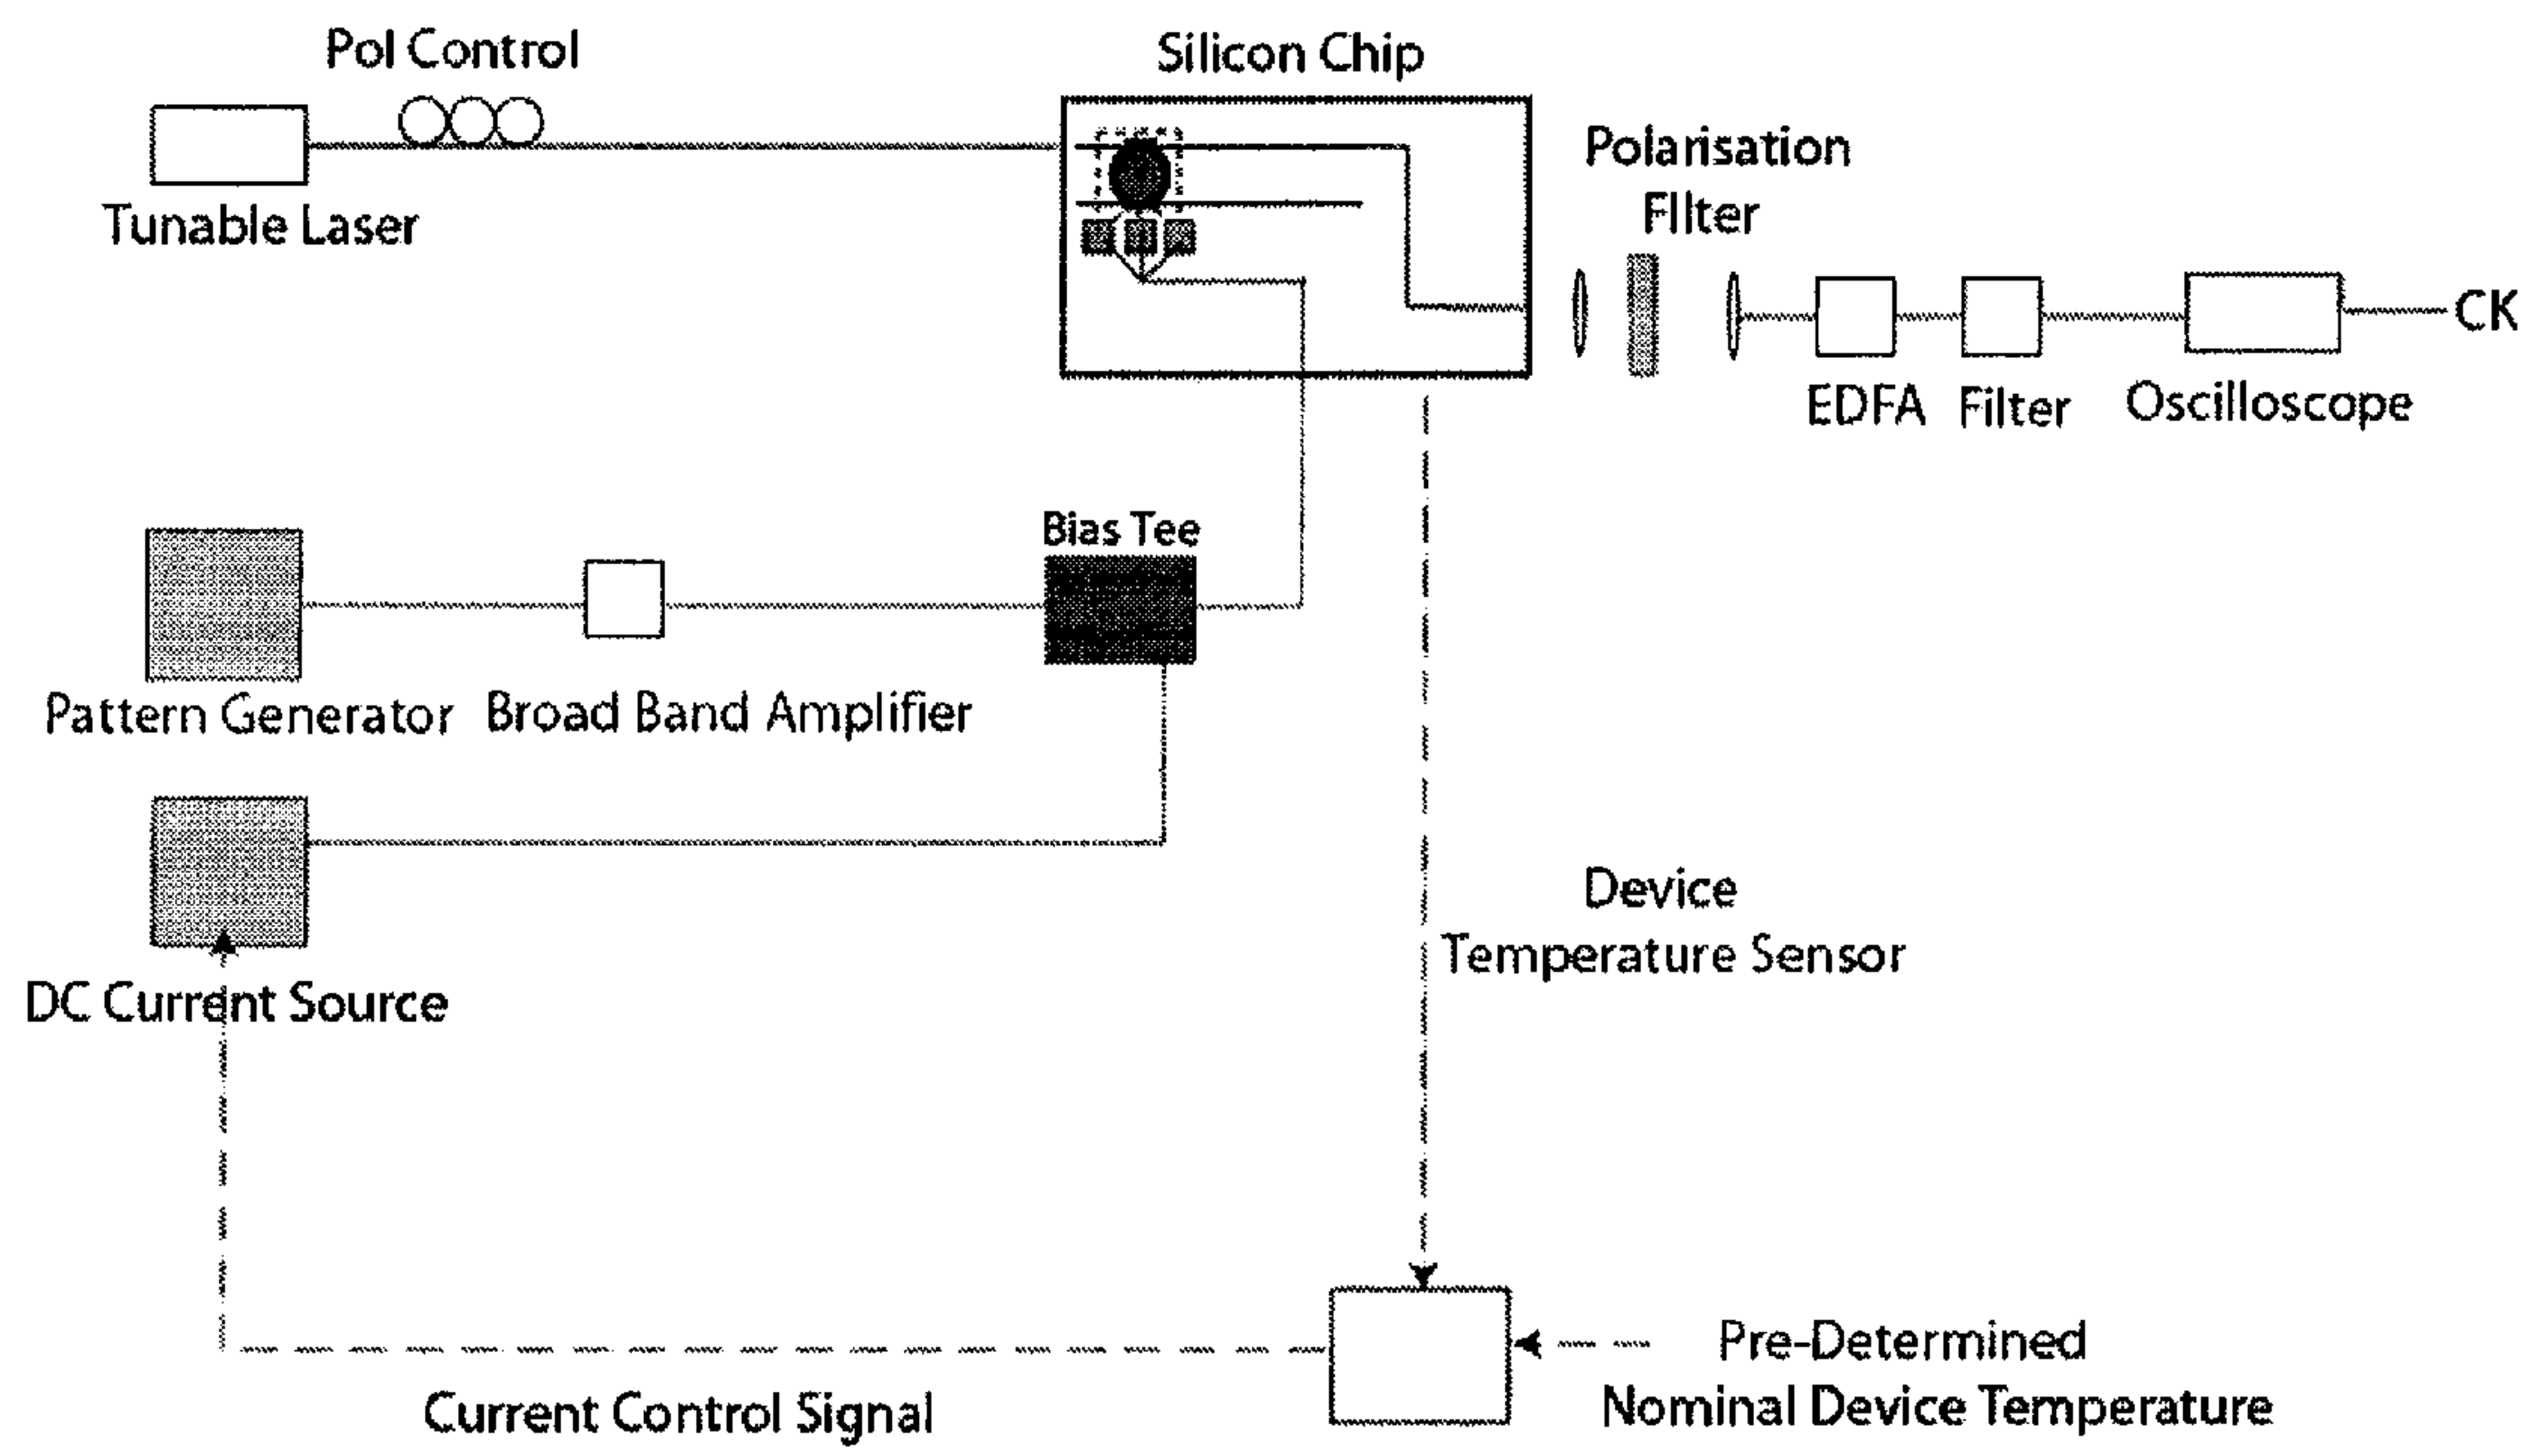 Pol Control
Silicon Chip
Tunable Laser
Polarisation
FIlter
CK
EDFA
Filter
Oscilloscope
Bias Tee
Pattern Generator
Broad Band Amplifier
Device
Temperature Sensor
DC Current Source
Pre-Determined
Nominal Device Temperature
Current Control Signal